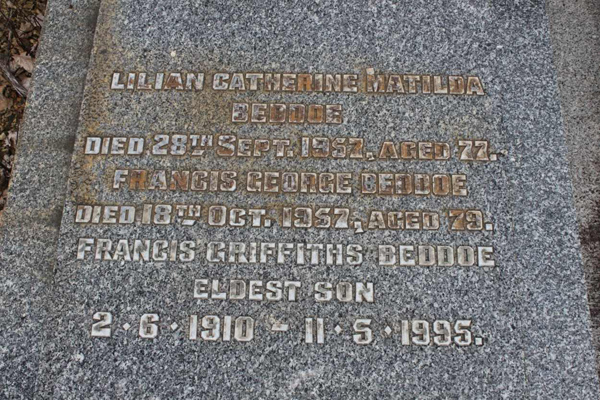 LILIAN CATHERINE MATILDA
BEDDOE
DIED 28TH SEPT. 1957, AGED 77.
FRANCIS GEORGE BEDDOE
DIED 18TH OCT. 1957, AGED 79.,
FRANCIS GRIFFITHS BEDDOE
ELDEST SON
2·6·1910 - 11·5·1995.